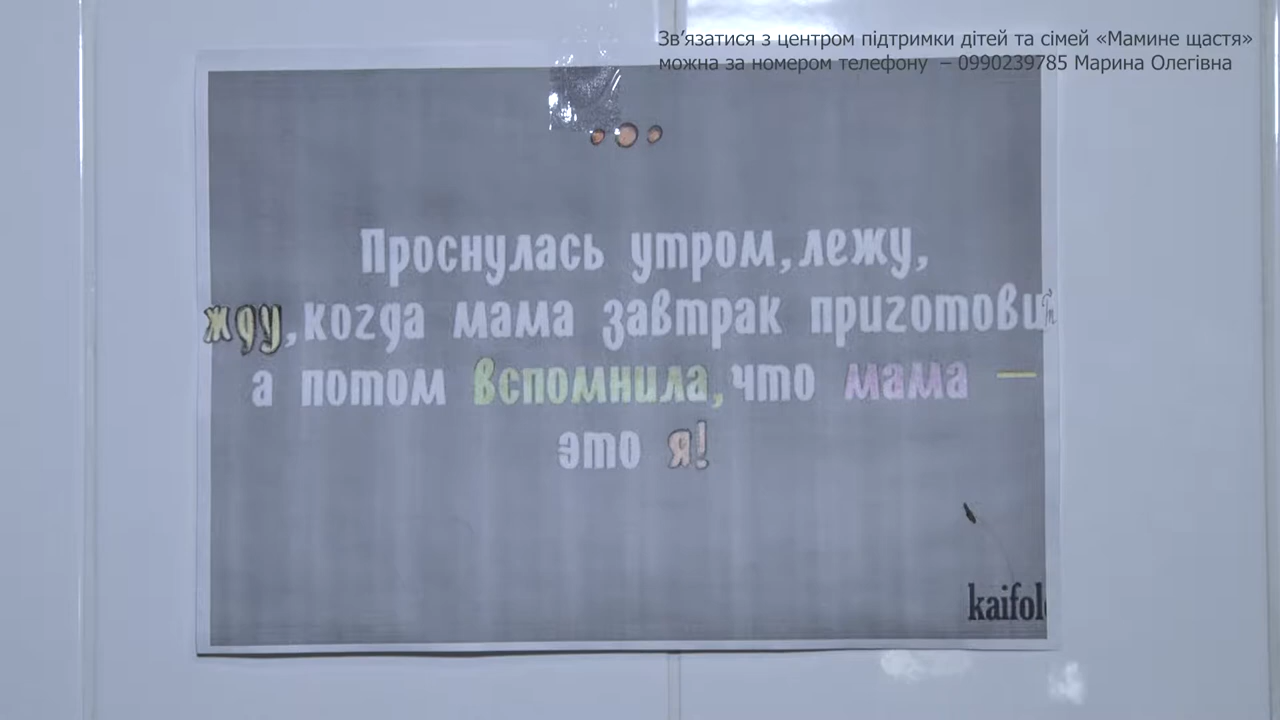 Зв’язатися з центром підтримки дітей та сімей «Мамине щастя»
можна за номером телефону – 0990239785 Марина Олегівна
Проснулась утром, лежу,
жду, когда мама завтрак приготовит
а потом вспомнила, что мама —
это я!
kaifol